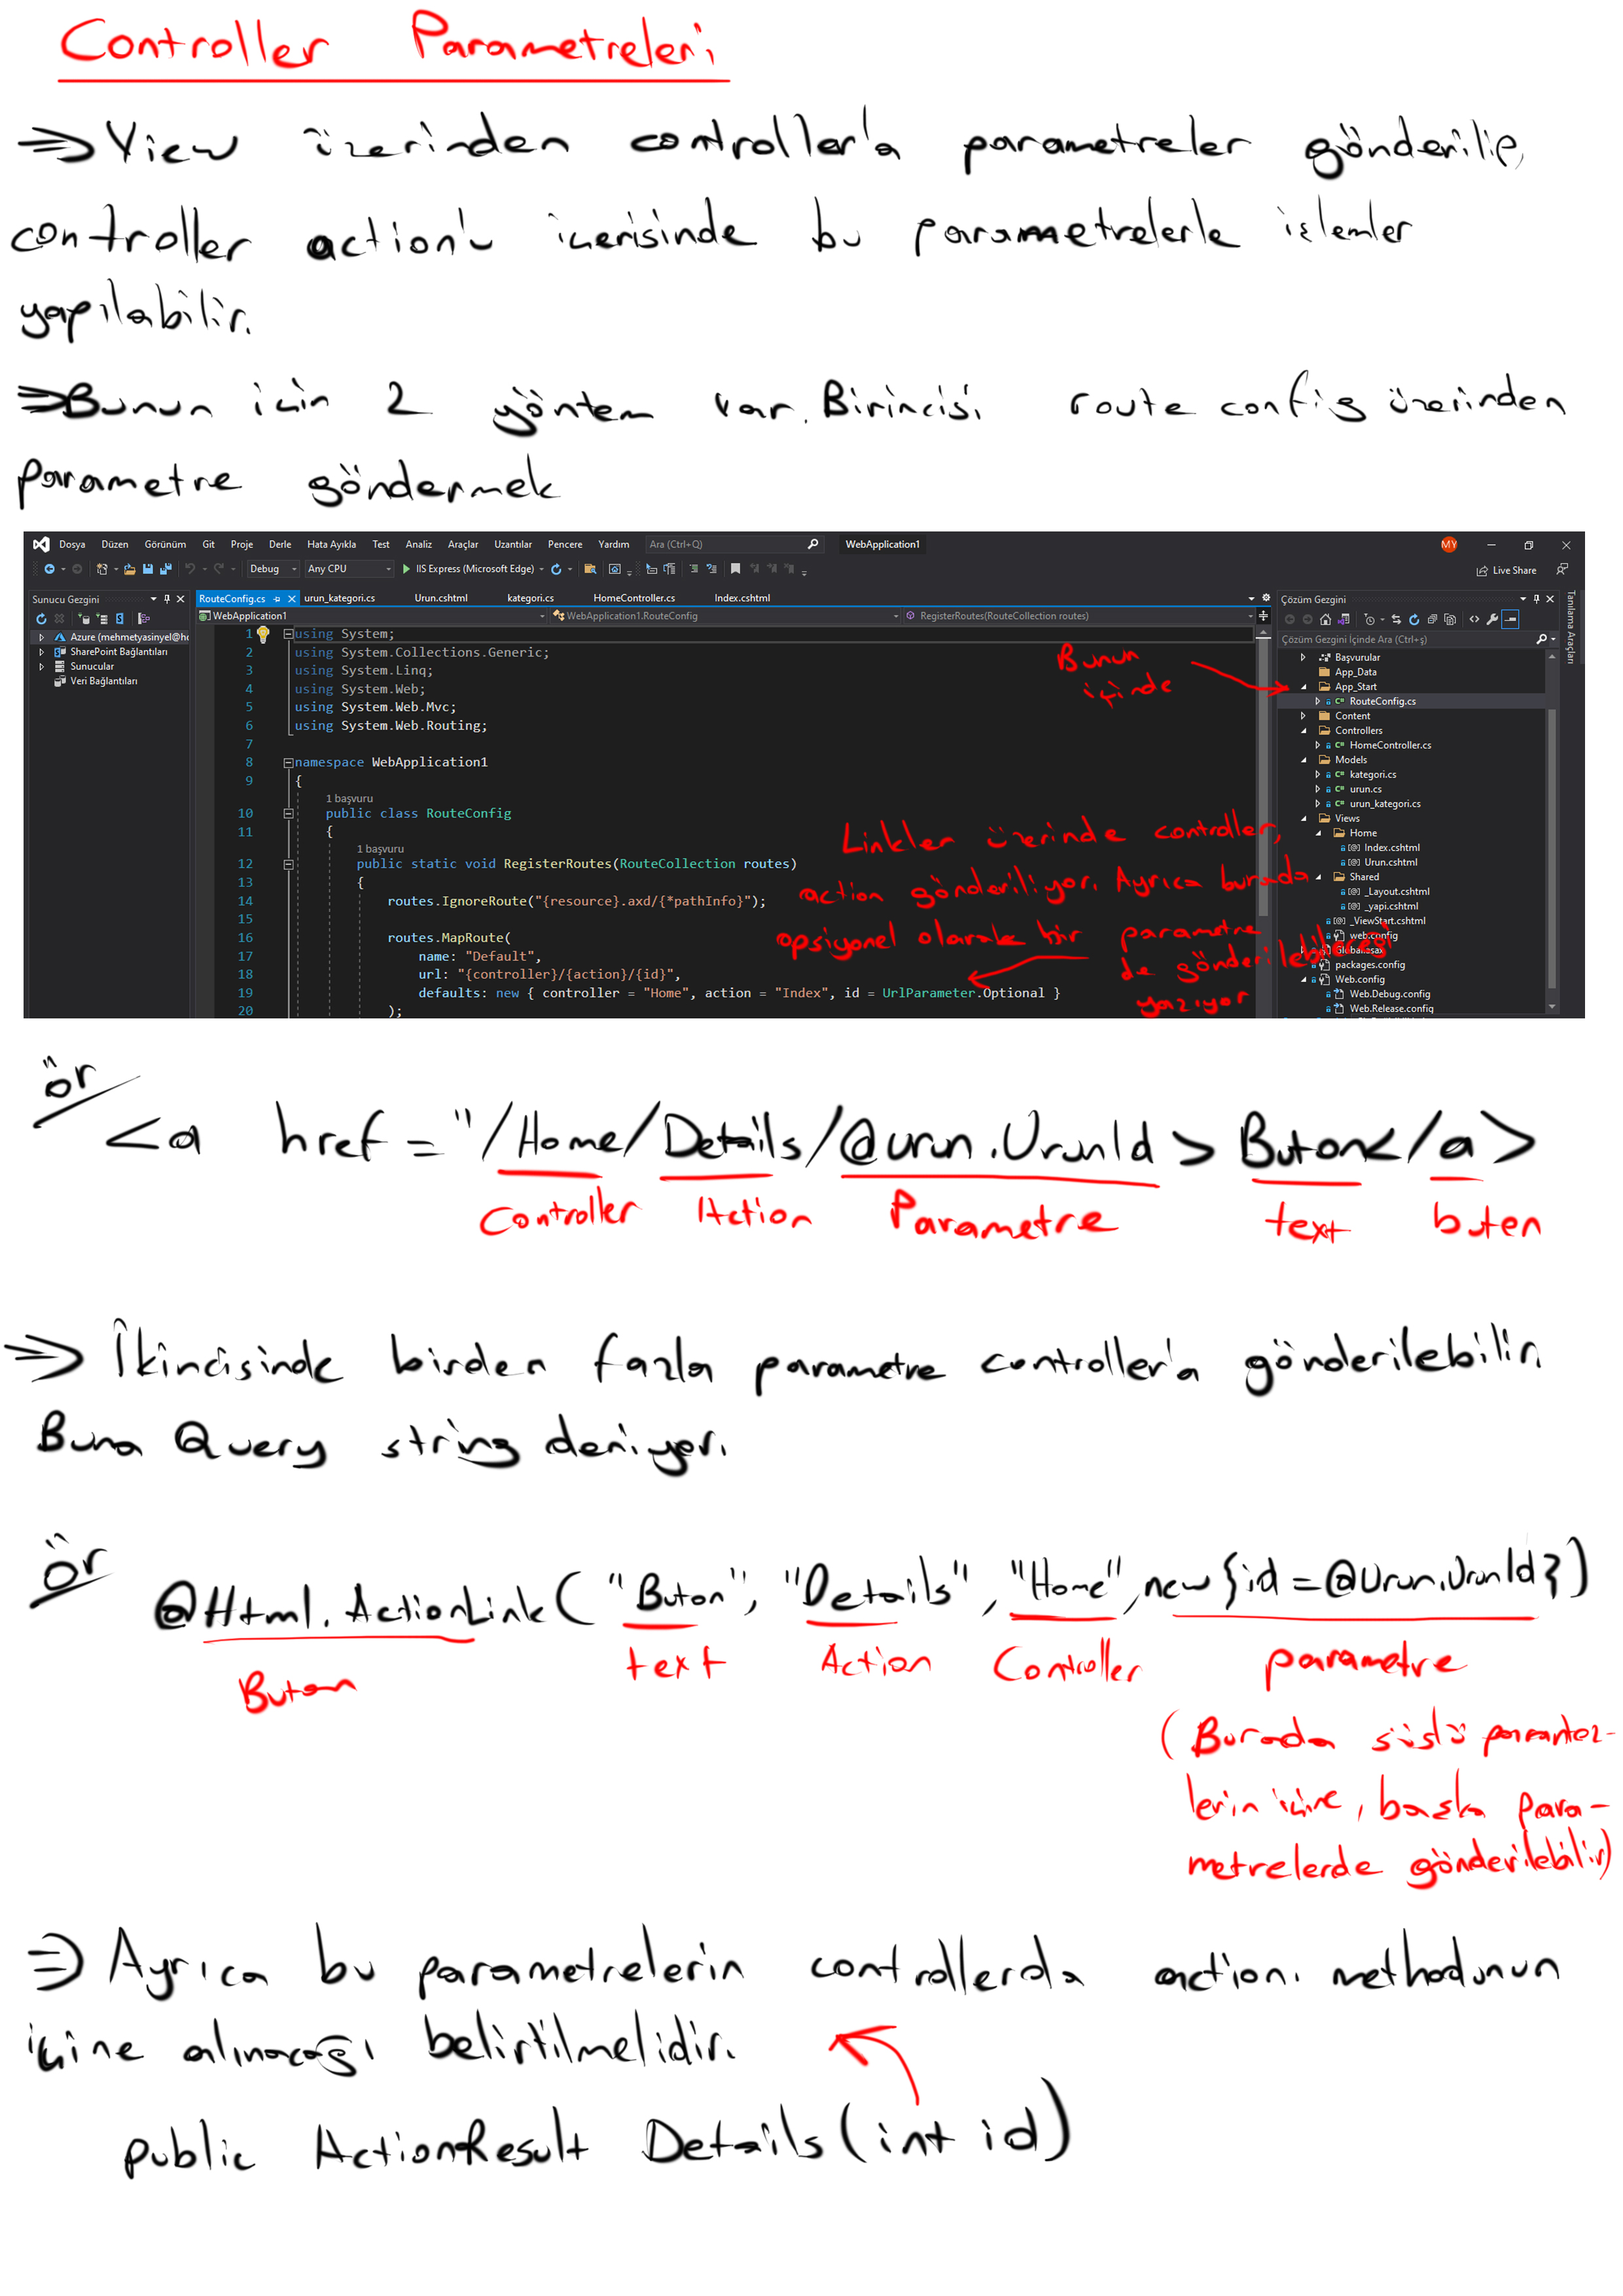 Controller Parametreleri
⇒ View üzerinden controller'a parametreler gönderilip,
controller action'ı içerisinde bu parametrelerle işlemler
yapılabilir.
⇒ Bunun için 2 yöntem var. Birincisi route config üzerinden
parametre göndermek
Dosya Düzen Görünüm Git Proje Derle Hata Ayıkla Test Analiz Araçlar Uzantılar Pencere Yardım Ara (Ctrl+Q) WebApplication1 MY
Debug Any CPU IIS Express (Microsoft Edge) Live Share
Sunucu Gezgini
Azure (mehmetyasinyel@ho
SharePoint Bağlantıları
Sunucular
Veri Bağlantıları
RouteConfig.cs urun_kategori.cs Urun.cshtml kategori.cs HomeController.cs Index.cshtml
WebApplication1 WebApplication1.RouteConfig RegisterRoutes(RouteCollection routes)
1 using System;
2 using System.Collections.Generic;
3 using System.Linq;
4 using System.Web;
5 using System.Web.Mvc;
6 using System.Web.Routing;
7
8 namespace WebApplication1
9 {
1 başvuru
10 public class RouteConfig
11 {
1 başvuru
12 public static void RegisterRoutes(RouteCollection routes)
13 {
14 routes.IgnoreRoute("{resource}.axd/{*pathInfo}");
15
16 routes.MapRoute(
17 name: "Default",
18 url: "{controller}/{action}/{id}",
19 defaults: new { controller = "Home", action = "Index", id = UrlParameter.Optional }
20 );
Bunun
içinde
Linkler üzerinde controller,
action gönderiliyor. Ayrıca burada
opsiyonel olarak bir parametre
de gönderilebileceği
yazıyor
Çözüm Gezgini
Çözüm Gezgini İçinde Ara (Ctrl+ş)
Başvurular
App_Data
App_Start
RouteConfig.cs
Content
Controllers
HomeController.cs
Models
kategori.cs
urun.cs
urun_kategori.cs
Views
Home
Index.cshtml
Urun.cshtml
Shared
_Layout.cshtml
_yapi.cshtml
_ViewStart.cshtml
web.config
Global.asax
packages.config
Web.config
Web.Debug.config
Web.Release.config
Tanılama Araçları
ör
<a href="/Home/Details/@urun.UrunId> Buton</a>
Controller Action Parametre text buton
⇒ İkincisinde birden fazla parametre controller'a gönderilebilir.
Buna Query string deniyor.
ör
@Html.ActionLink("Buton", "Details", "Home", new {id=@Urun.UrunId})
Buton text Action Controller parametre
(Burada süslü parantez-
lerin içine, başka para-
metrelerde gönderilebilir)
⇒ Ayrıca bu parametrelerin controllerda action methodunun
içine alınacağı belirtilmelidir.
public ActionResult Details(int id)